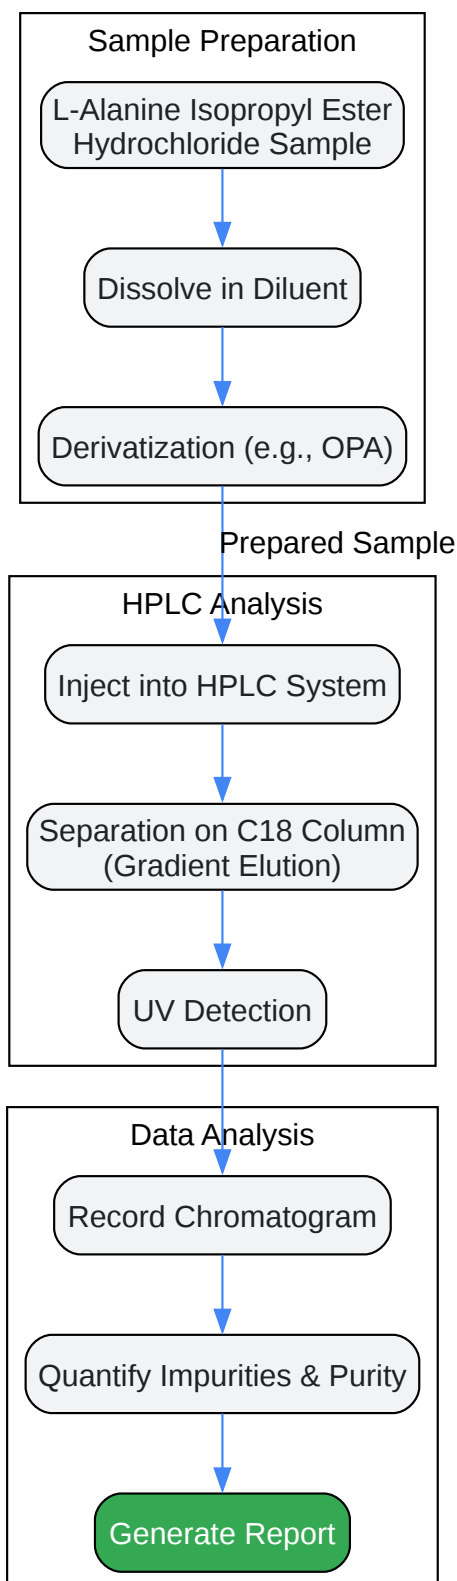 Sample Preparation
L-Alanine Isopropyl Ester
Hydrochloride Sample
Dissolve in Diluent
Derivatization (e.g., OPA)
Prepared Sample
HPLC Analysis
Inject into HPLC System
Separation on C18 Column
(Gradient Elution)
UV Detection
Data Analysis
Record Chromatogram
Quantify Impurities & Purity
Generate Report